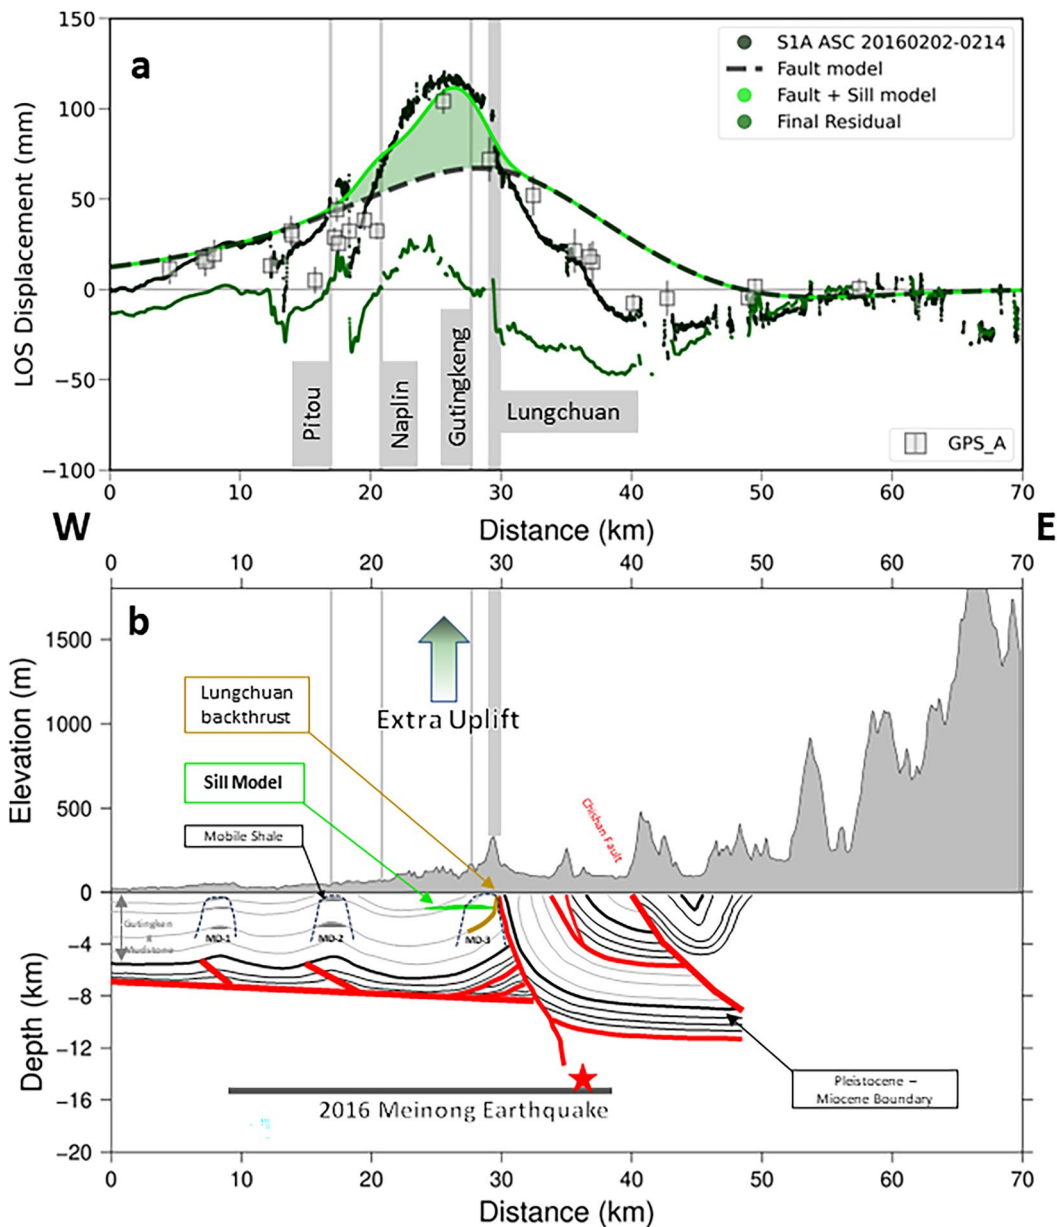 150
100
50
0
−50
−100
LOS Displacement (mm)
a
S1A ASC 20160202-0214
Fault model
Fault + Sill model
Final Residual
Pitou
Naplin
Gutingkeng
Lungchuan
GPS_A
0 10 20 30 40 50 60 70
W
Distance (km)
E
0 10 20 30 40 50 60 70
b
1500
1000
500
0
Elevation (m)
Lungchuan
backthrust
Extra Uplift
Sill Model
Mobile Shale
Chishan Fault
Gutingken
Mudstone
MD-1
MD-2
MD-3
−4
−8
−12
−16
−20
Depth (km)
Pleistocene –
Miocene Boundary
2016 Meinong Earthquake
0 10 20 30 40 50 60 70
Distance (km)